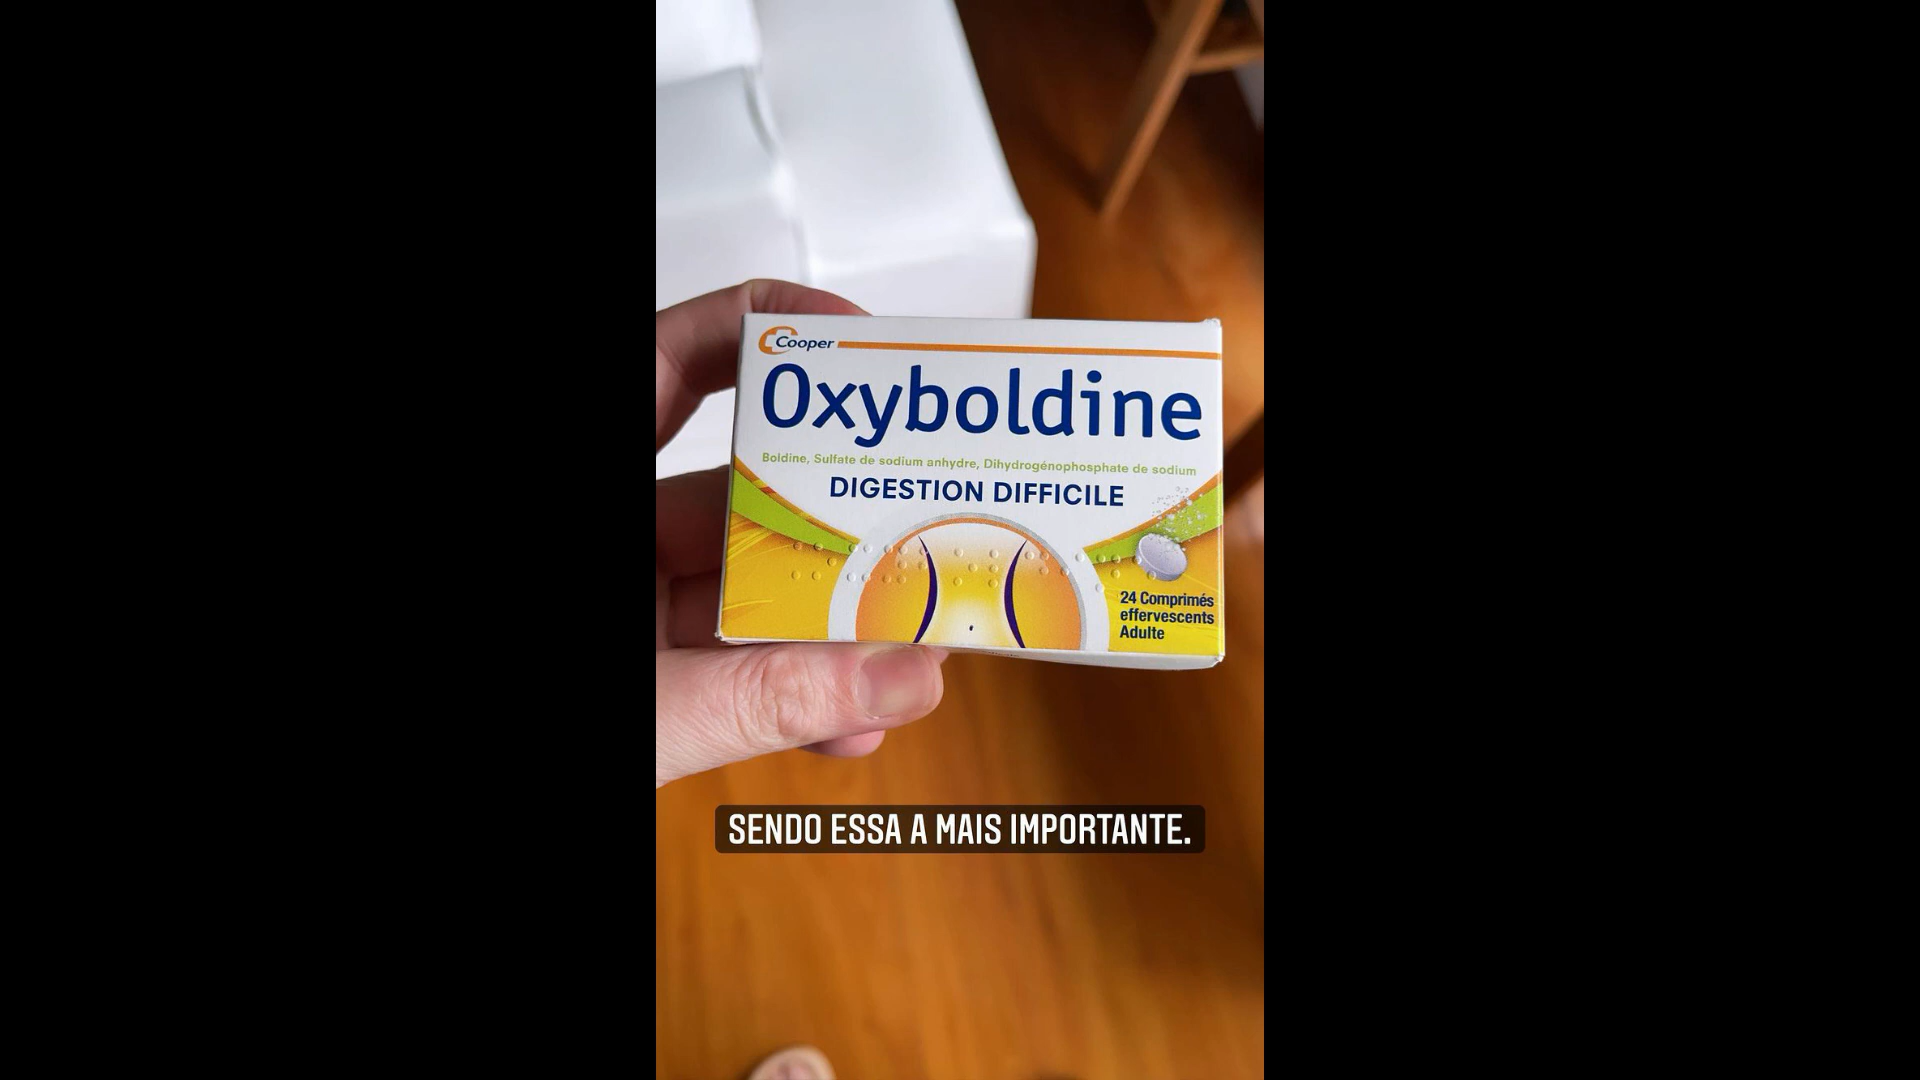 Cooper
Oxyboldine
Boldine, Sulfate de sodium anhydre, Dihydrogénophosphate de sodium
DIGESTION DIFFICILE
24 Comprimés
effervescents
Adulte
SENDO ESSA A MAIS IMPORTANTE.